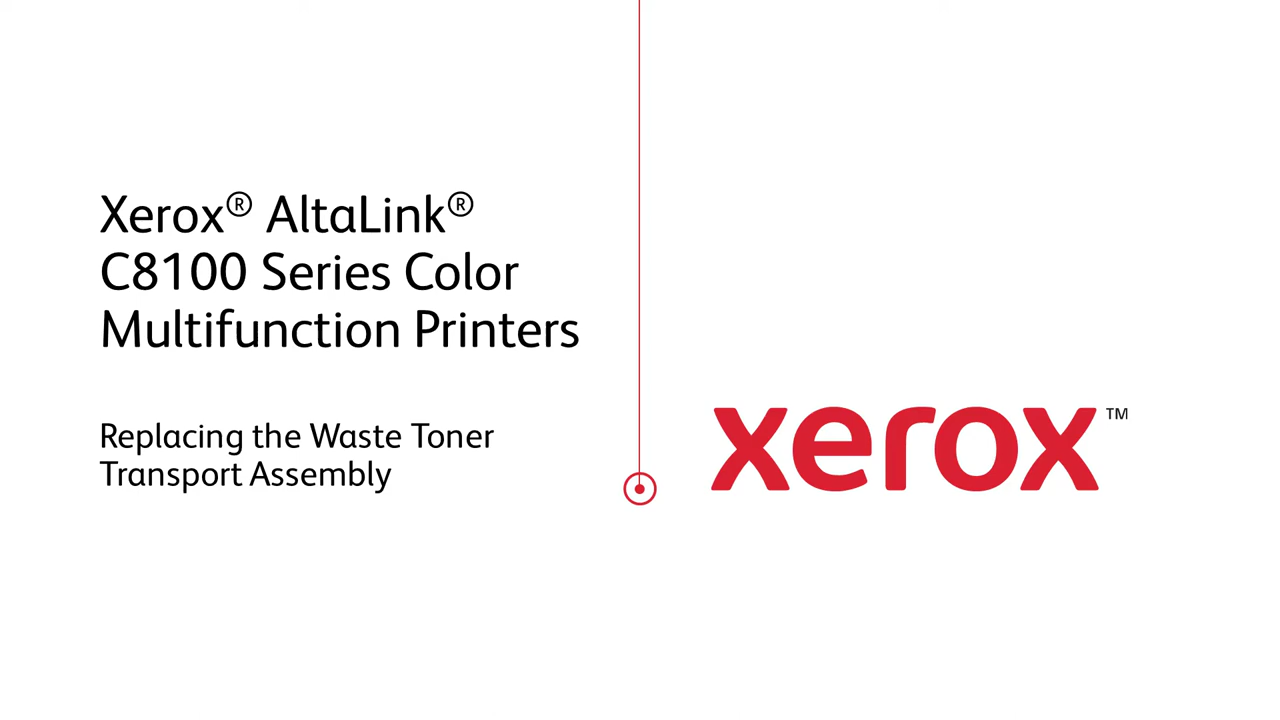 Xerox® AltaLink®
C8100 Series Color
Multifunction Printers
Replacing the Waste Toner
Transport Assembly
xerox™